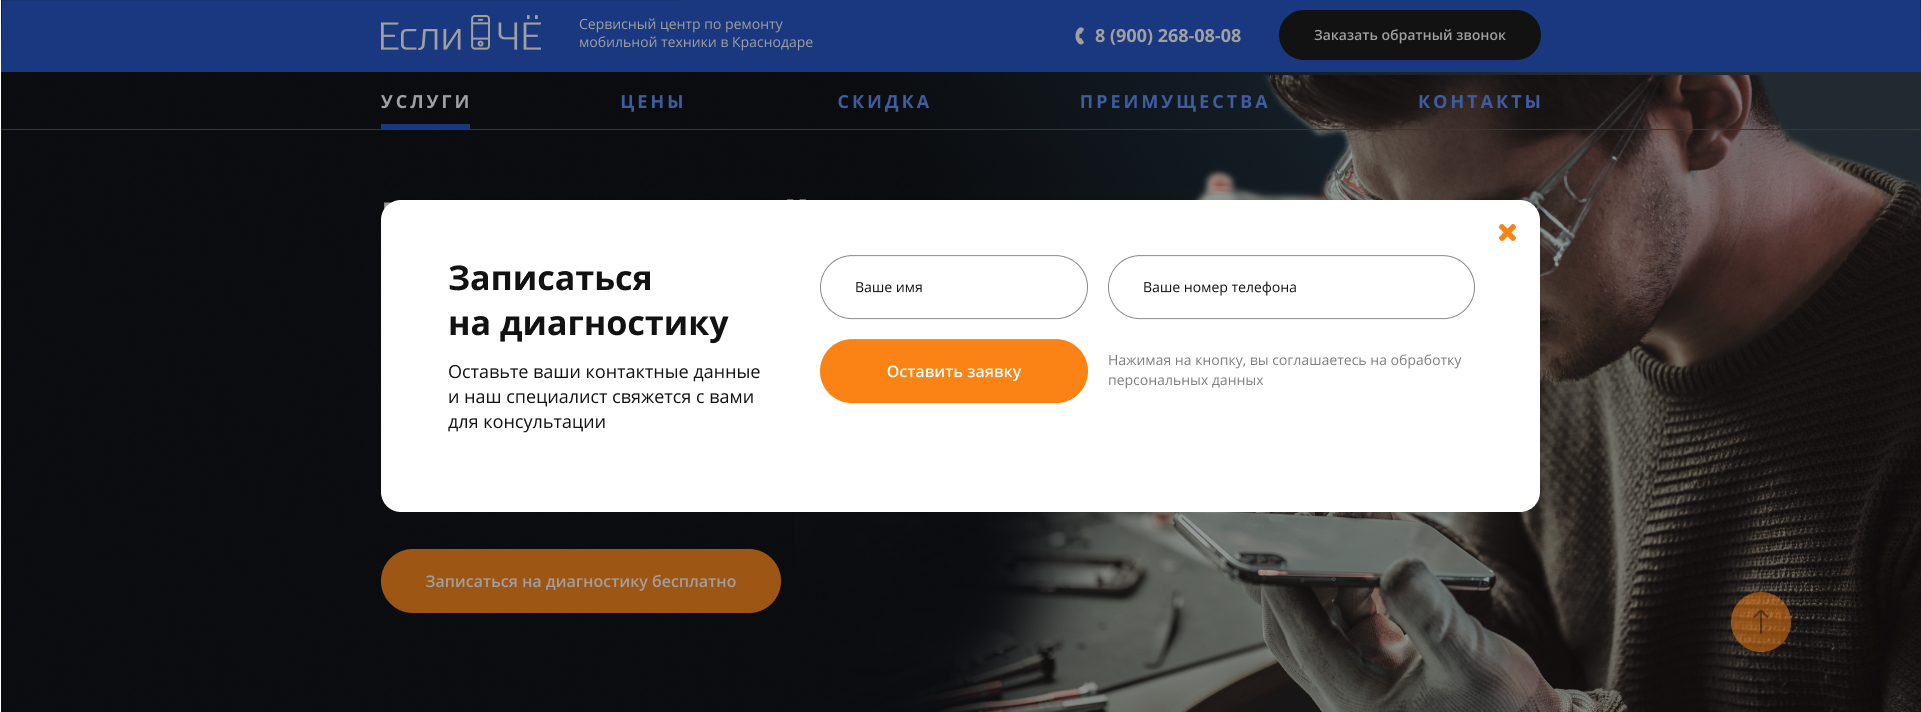 Если ЧЁ
Сервисный центр по ремонту
мобильной техники в Краснодаре
8 (900) 268-08-08
Заказать обратный звонок
УСЛУГИ
ЦЕНЫ
СКИДКА
ПРЕИМУЩЕСТВА
КОНТАКТЫ
Записаться
на диагностику
Оставьте ваши контактные данные
и наш специалист свяжется с вами
для консультации
Ваше имя
Ваше номер телефона
Оставить заявку
Нажимая на кнопку, вы соглашаетесь на обработку
персональных данных
Записаться на диагностику бесплатно